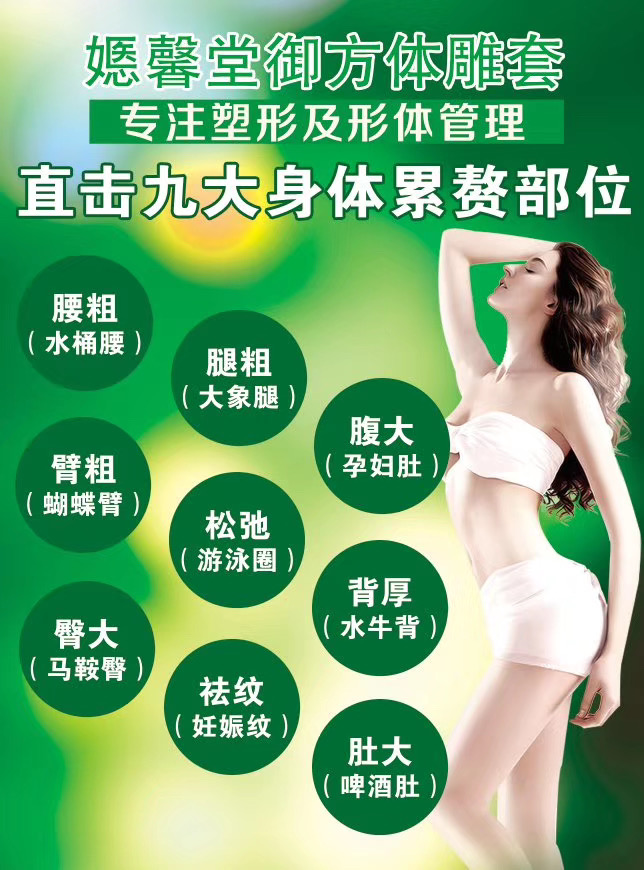 嬺馨堂御方体雕套
专注塑形及形体管理
直击九大身体累赘部位
腰粗
（水桶腰）
腿粗
（大象腿）
腹大
（孕妇肚）
臂粗
（蝴蝶臂）
松弛
（游泳圈）
背厚
（水牛背）
臀大
（马鞍臀）
祛纹
（妊娠纹）
肚大
（啤酒肚）